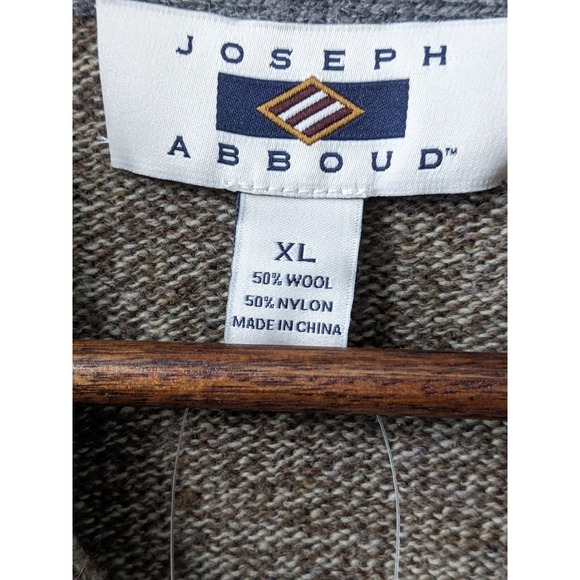 JOSEPH
ABBOUD™
XL
50% WOOL
50% NYLON
MADE IN CHINA